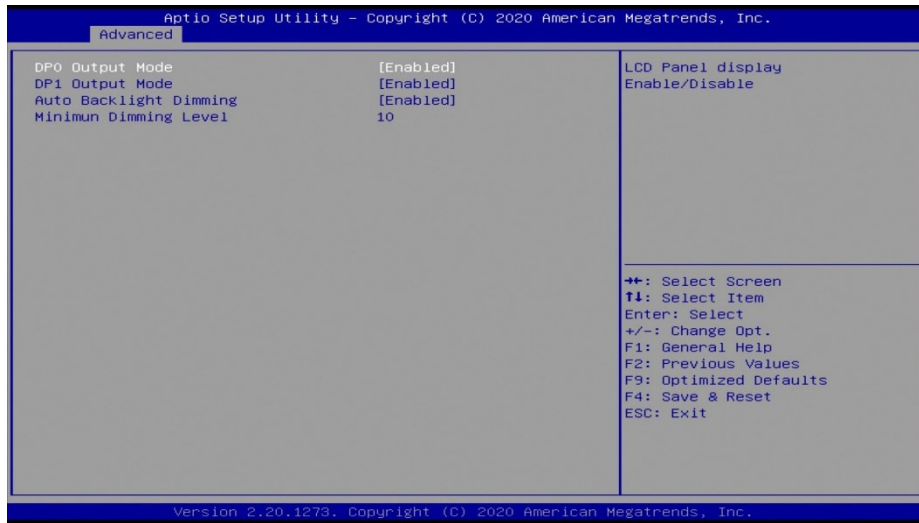 Aptio Setup Utility – Copyright (C) 2020 American Megatrends, Inc.
Advanced
DP0 Output Mode [Enabled]
DP1 Output Mode [Enabled]
Auto Backlight Dimming [Enabled]
Minimun Dimming Level 10
LCD Panel display
Enable/Disable
→←: Select Screen
↑↓: Select Item
Enter: Select
+/-: Change Opt.
F1: General Help
F2: Previous Values
F9: Optimized Defaults
F4: Save & Reset
ESC: Exit
Version 2.20.1273. Copyright (C) 2020 American Megatrends, Inc.